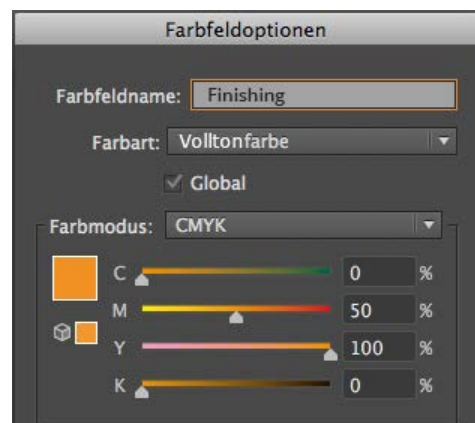 Farbfeldoptionen
Farbfeldname: Finishing
Farbart: Volltonfarbe
Global
Farbmodus: CMYK
C 0 %
M 50 %
Y 100 %
K 0 %